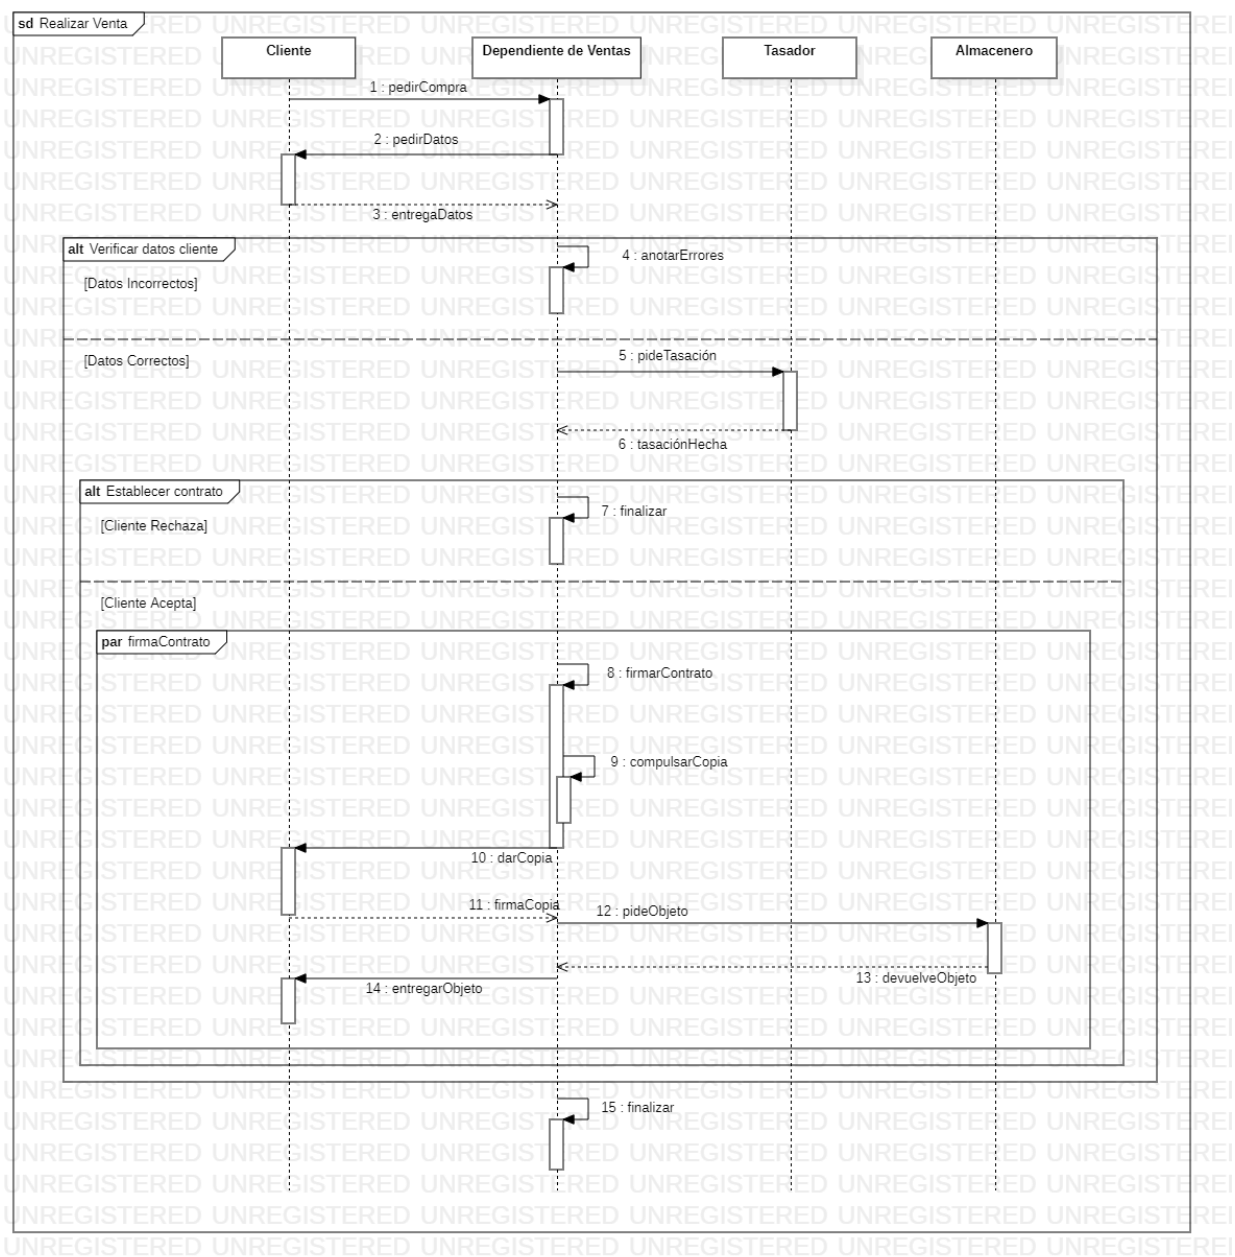 sd Realizar Venta
Cliente
Dependiente de Ventas
Tasador
Almacenero
1 : pedirCompra
2 : pedirDatos
3 : entregaDatos
alt Verificar datos cliente
4 : anotarErrores
[Datos Incorrectos]
5 : pideTasación
[Datos Correctos]
6 : tasaciónHecha
alt Establecer contrato
7 : finalizar
[Cliente Rechaza]
[Cliente Acepta]
par firmaContrato
8 : firmarContrato
9 : compulsarCopia
10 : darCopia
11 : firmaCopia
12 : pideObjeto
13 : devuelveObjeto
14 : entregarObjeto
15 : finalizar
UNREGISTERED